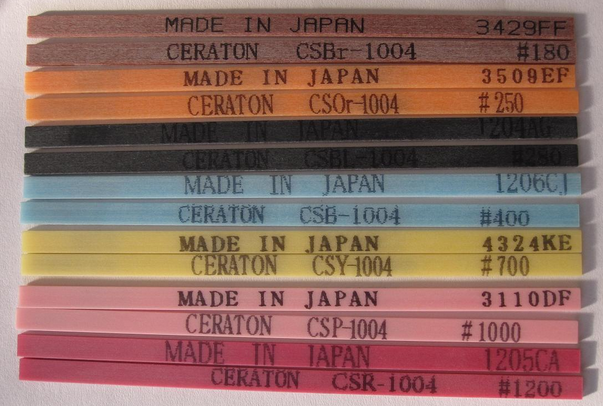 MADE IN JAPAN 3429FF
CERATON CSBr-1004 #180
MADE IN JAPAN 3509EF
CERATON CSOr-1004 #250
MADE IN JAPAN 1204AG
CERATON CSBL-1004 #280
MADE IN JAPAN 1206CJ
CERATON CSB-1004 #400
MADE IN JAPAN 4324KE
CERATON CSY-1004 #700
MADE IN JAPAN 3110DF
CERATON CSP-1004 #1000
MADE IN JAPAN 1205CA
CERATON CSR-1004 #1200